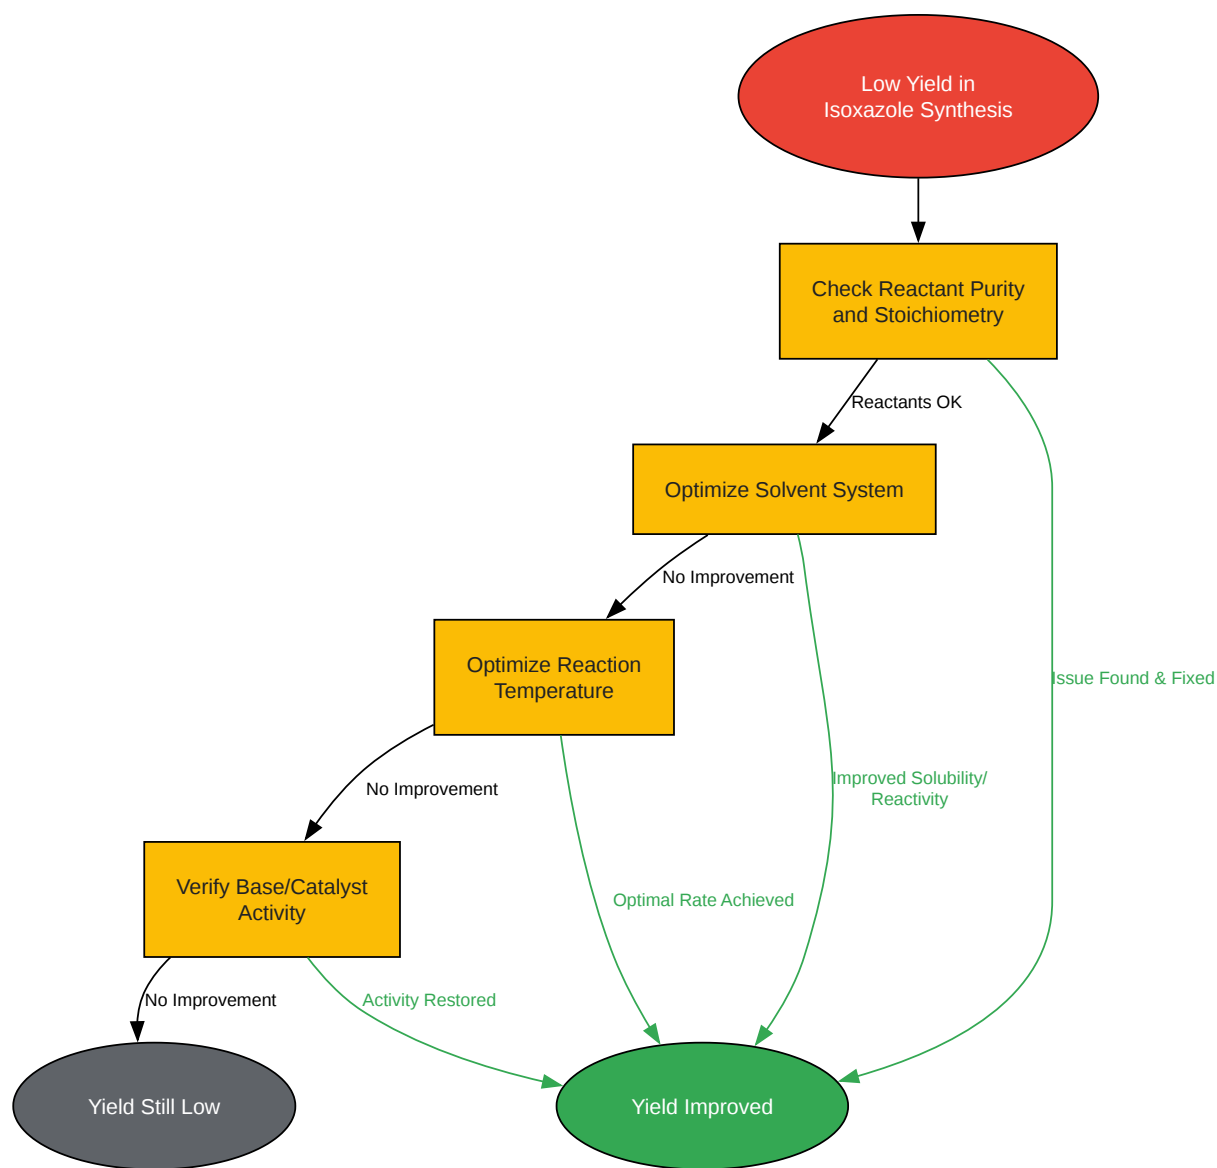 Low Yield in
Isoxazole Synthesis
Check Reactant Purity
and Stoichiometry
Reactants OK
Optimize Solvent System
No Improvement
Optimize Reaction
Temperature
Issue Found & Fixed
Improved Solubility/
Reactivity
No Improvement
Verify Base/Catalyst
Activity
Optimal Rate Achieved
No Improvement
Activity Restored
Yield Still Low
Yield Improved